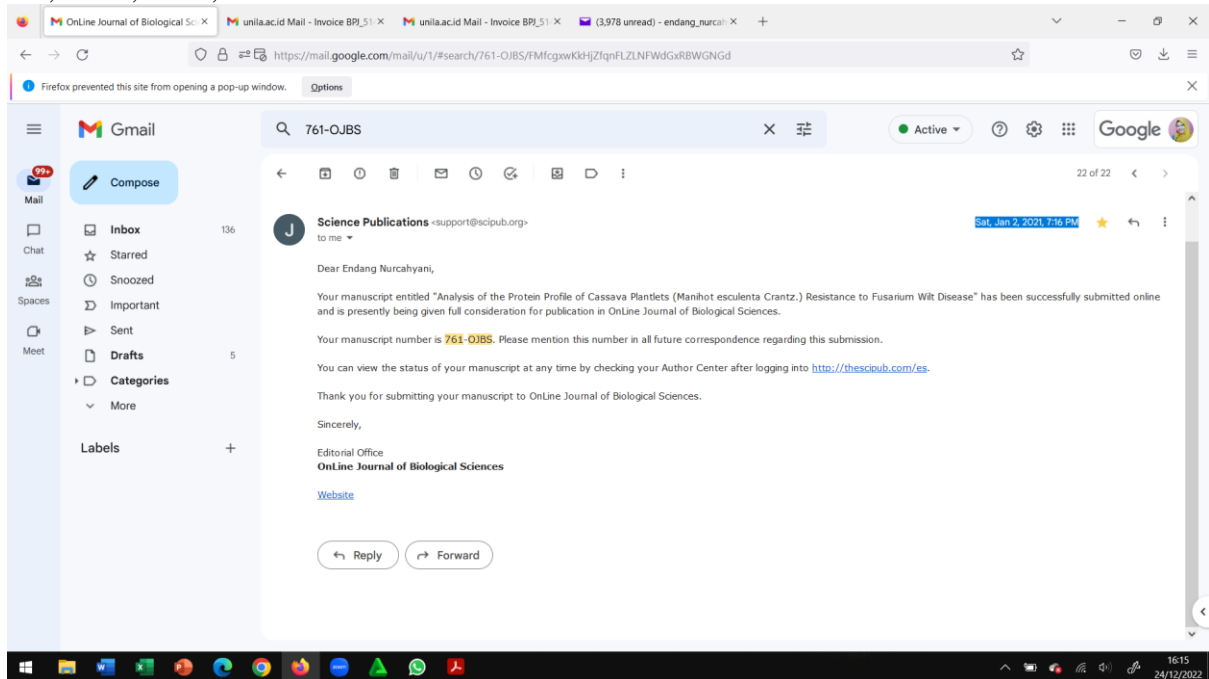 OnLine Journal of Biological Sci
unila.ac.id Mail - Invoice BPJ_51-
unila.ac.id Mail - Invoice BPJ_51-
(3,978 unread) - endang_nurcah
https://mail.google.com/mail/u/1/#search/761-OJBS/FMfcgxwKkHjZfqnFLZLNFWdGxRBWGNGd
Firefox prevented this site from opening a pop-up window.
Options
Gmail
761-OJBS
Active
Google
99+
Mail
Compose
22 of 22
Chat
Spaces
Meet
Inbox 136
Starred
Snoozed
Important
Sent
Drafts 5
Categories
More
Labels
J
Science Publications <support@scipub.org>
Sat, Jan 2, 2021, 7:16 PM
to me
Dear Endang Nurcahyani,
Your manuscript entitled "Analysis of the Protein Profile of Cassava Plantlets (Manihot esculenta Crantz.) Resistance to Fusarium Wilt Disease" has been successfully submitted online
and is presently being given full consideration for publication in OnLine Journal of Biological Sciences.
Your manuscript number is 761-OJBS. Please mention this number in all future correspondence regarding this submission.
You can view the status of your manuscript at any time by checking your Author Center after logging into http://thescipub.com/es.
Thank you for submitting your manuscript to OnLine Journal of Biological Sciences.
Sincerely,
Editorial Office
OnLine Journal of Biological Sciences
Website
Reply
Forward
16:15
24/12/2022